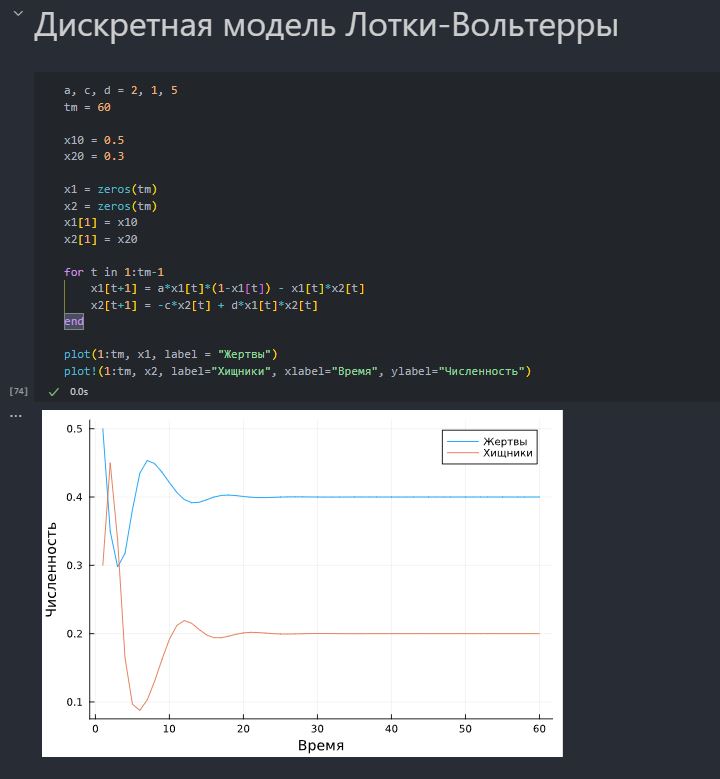 Дискретная модель Лотки-Вольтерры
a, c, d = 2, 1, 5
tm = 60
x10 = 0.5
x20 = 0.3
x1 = zeros(tm)
x2 = zeros(tm)
x1[1] = x10
x2[1] = x20
for t in 1:tm-1
x1[t+1] = a*x1[t]*(1-x1[t]) - x1[t]*x2[t]
x2[t+1] = -c*x2[t] + d*x1[t]*x2[t]
end
plot(1:tm, x1, label = "Жертвы")
plot!(1:tm, x2, label="Хищники", xlabel="Время", ylabel="Численность")
[74] 0.0s
...
Жертвы
Хищники
0.5
0.4
0.3
0.2
0.1
Численность
0 10 20 30 40 50 60
Время